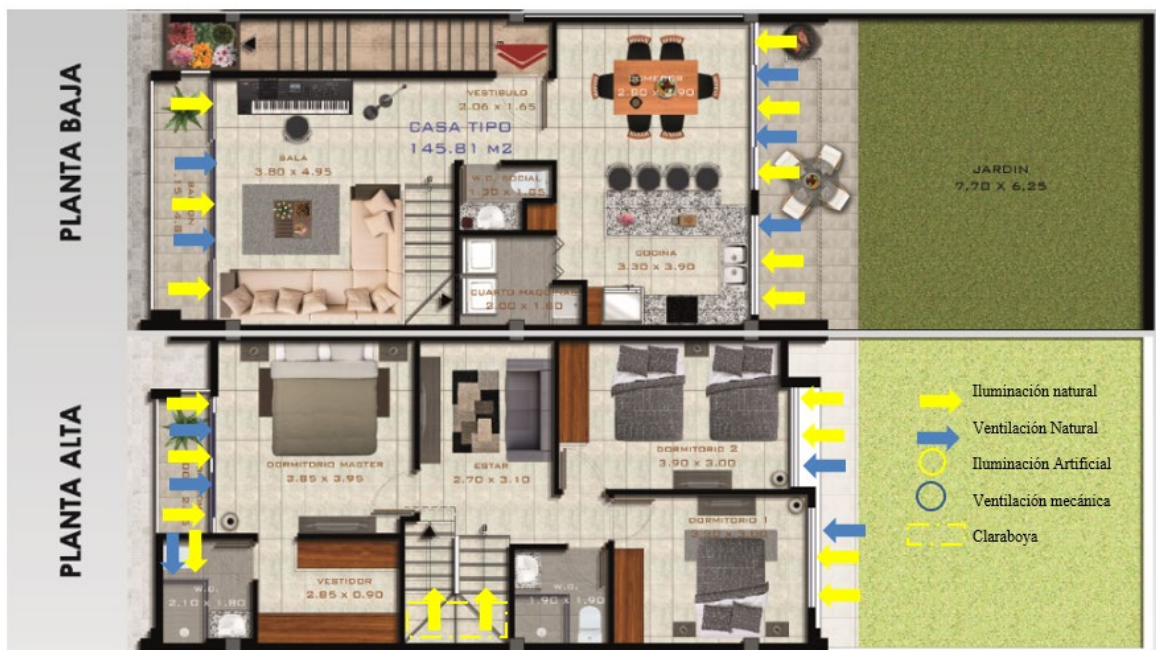 PLANTA BAJA
VESTIBULO
2.06 x 1.65
CASA TIPO
145.81 M2
SALA
3.80 x 4.95
W.C. SOCIAL
COMEDOR
COCINA
3.30 x 3.90
CUARTO MAQUINAS
JARDIN
7,70 X 6,25
PLANTA ALTA
DORMITORIO MASTER
3.85 x 3.95
ESTAR
2.70 x 3.10
DORMITORIO 2
3.90 x 3.00
DORMITORIO 1
W.C.
2.10 x 1.80
VESTIDOR
2.85 x 0.90
W.C.
1.90 x 1.90
Iluminación natural
Ventilación Natural
Iluminación Artificial
Ventilación mecánica
Claraboya